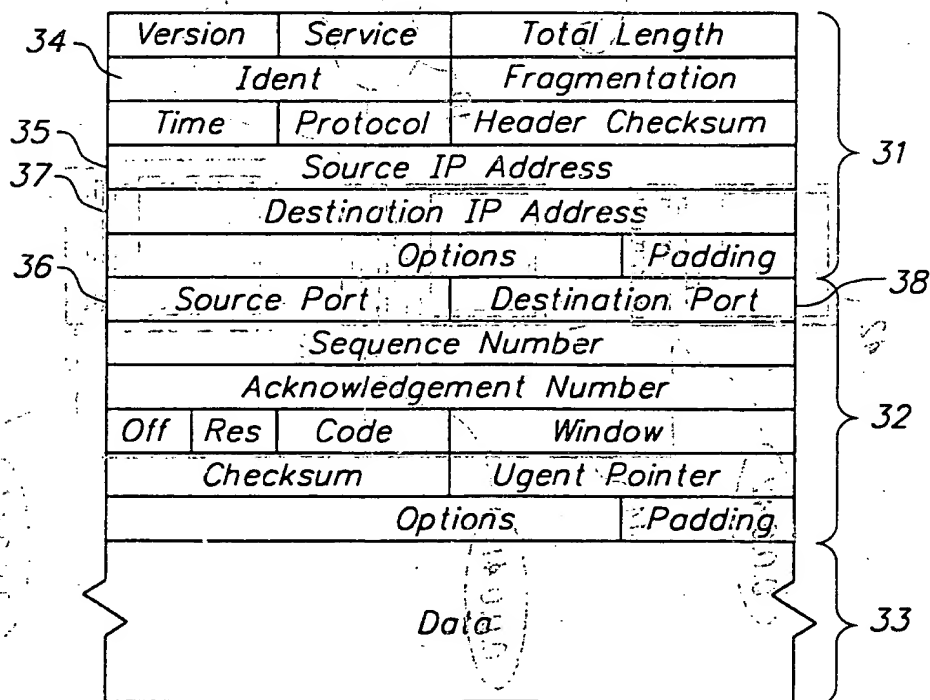 Version Service Total Length
34
Ident Fragmentation
Time Protocol Header Checksum
35
31
Source IP Address
37
Destination IP Address
Options Padding
36
38
Source Port Destination Port
Sequence Number
Acknowledgement Number
Off Res Code Window
32
Checksum Ugent Pointer
Options Padding
Data
33